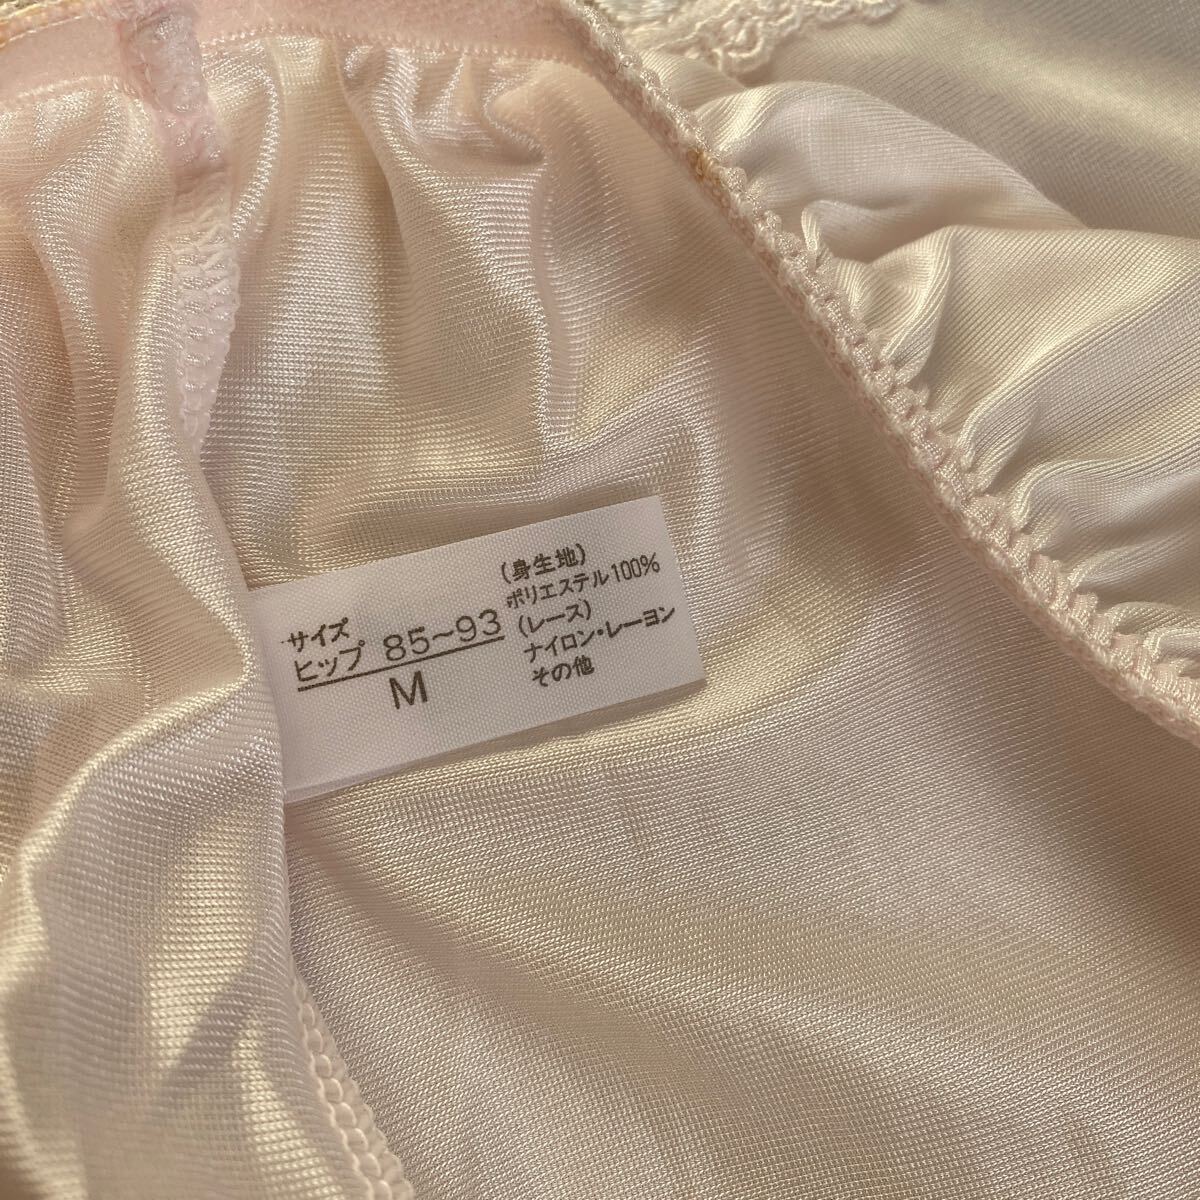 サイズ
ヒップ 85~93
M
(身生地)
ポリエステル100%
(レース)
ナイロン・レーヨン
その他